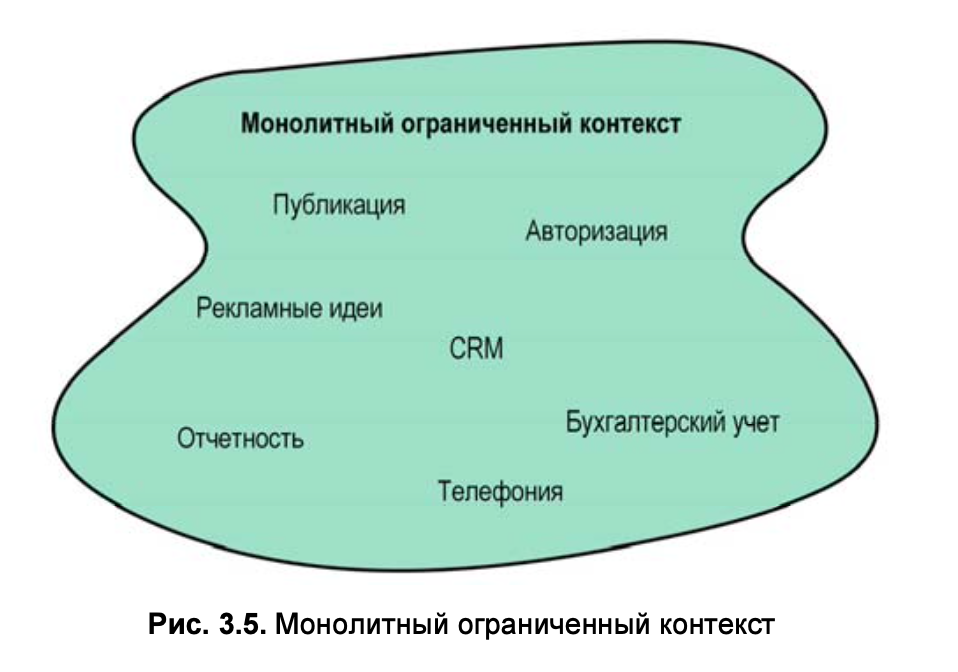 Монолитный ограниченный контекст
Публикация
Авторизация
Рекламные идеи
CRM
Бухгалтерский учет
Отчетность
Телефония
Рис. 3.5. Монолитный ограниченный контекст